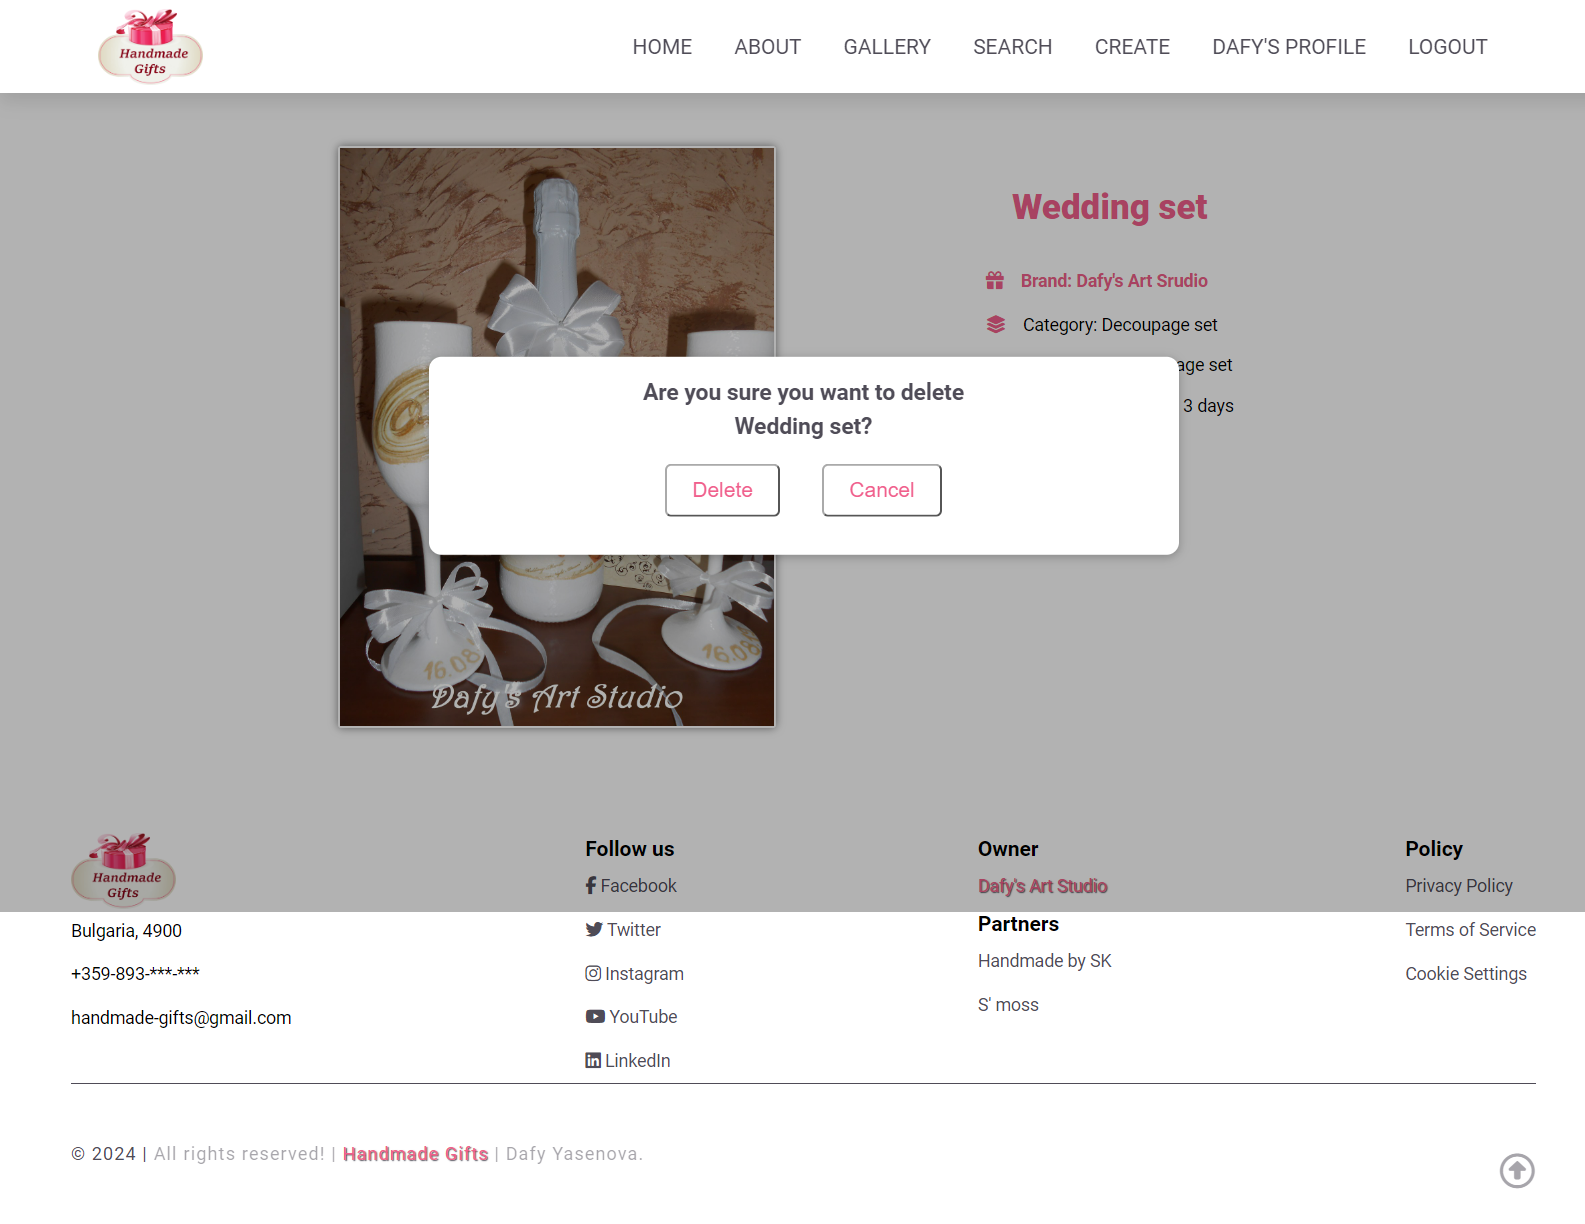 Handmade
Gifts
HOME ABOUT GALLERY SEARCH CREATE DAFY'S PROFILE LOGOUT
Wedding set
Brand: Dafy's Art Srudio
Category: Decoupage set
age set
3 days
Are you sure you want to delete
Wedding set?
Delete Cancel
16.08
16.08
Dafy's Art Studio
Handmade
Gifts
Bulgaria, 4900
+359-893-***-***
handmade-gifts@gmail.com
Follow us
Facebook
Twitter
Instagram
YouTube
LinkedIn
Owner
Dafy's Art Studio
Partners
Handmade by SK
S' moss
Policy
Privacy Policy
Terms of Service
Cookie Settings
© 2024 | All rights reserved! | Handmade Gifts | Dafy Yasenova.